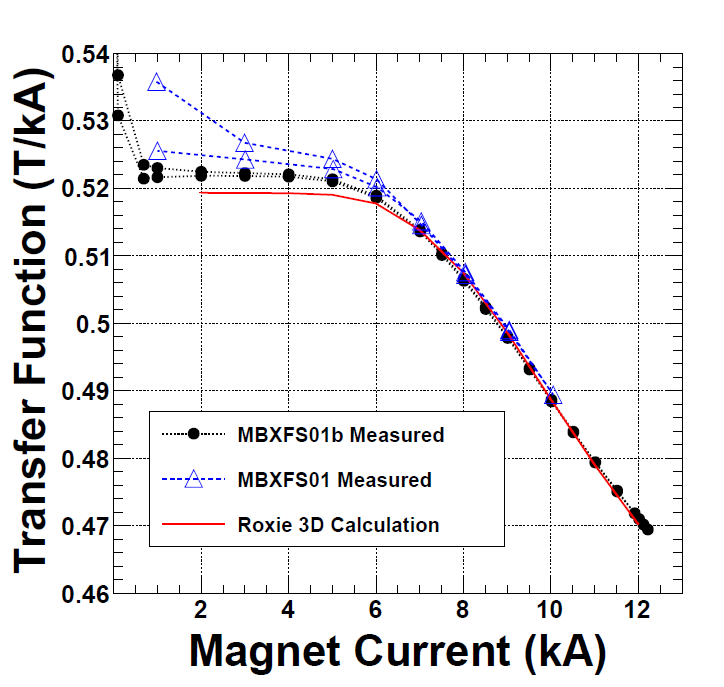 Transfer Function (T/kA)
0.54
0.53
0.52
0.51
0.5
0.49
0.48
0.47
0.46
MBXFS01b Measured
MBXFS01 Measured
Roxie 3D Calculation
2 4 6 8 10 12
Magnet Current (kA)